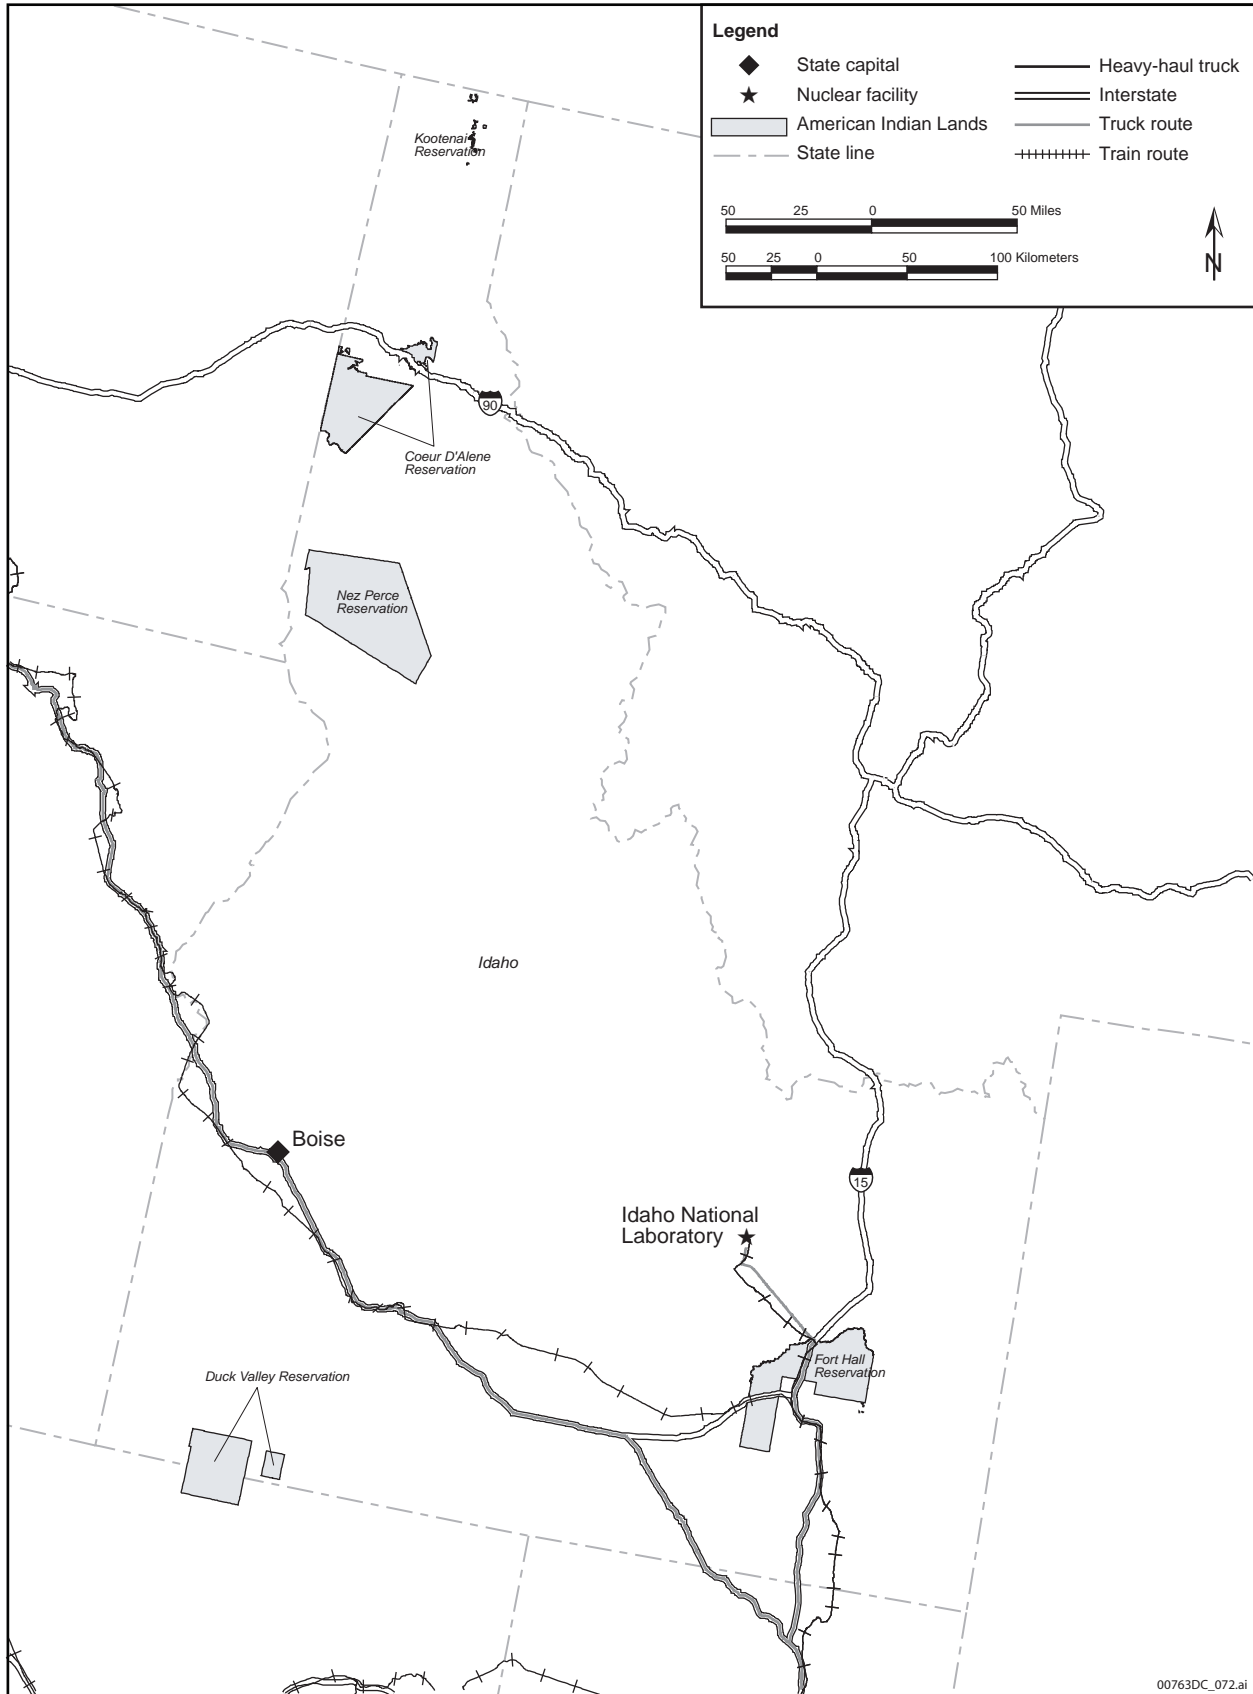 Legend
State capital
Nuclear facility
American Indian Lands
State line
Heavy-haul truck
Interstate
Truck route
Train route
50 25 0 50 Miles
50 25 0 50 100 Kilometers
N
Kootenai
Reservation
90
Coeur D'Alene
Reservation
Nez Perce
Reservation
Idaho
Boise
15
Idaho National
Laboratory
Fort Hall
Reservation
Duck Valley Reservation
00763DC_072.ai